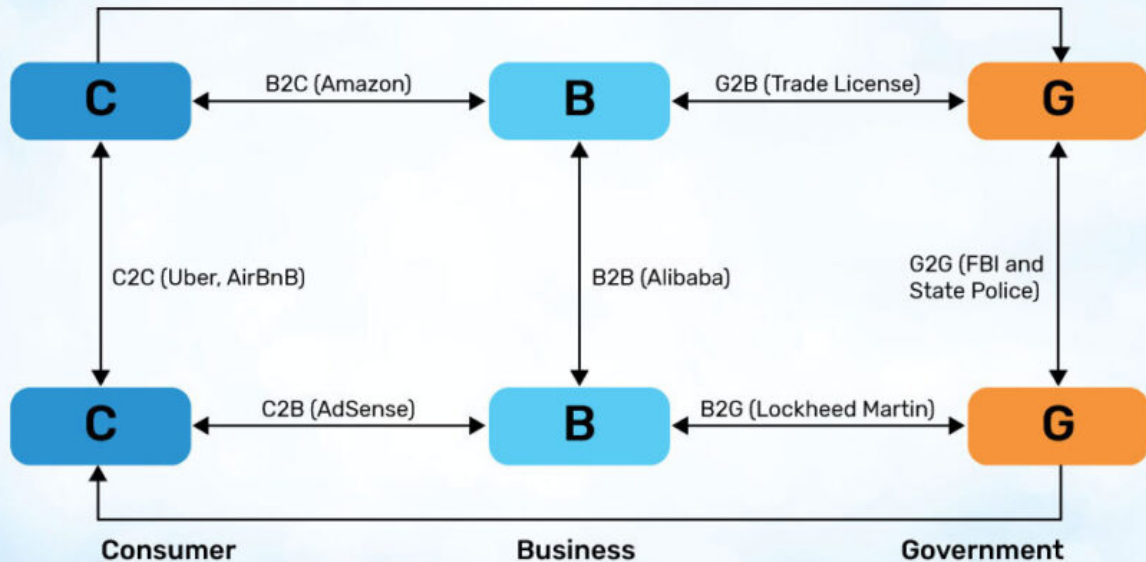 C
B2C (Amazon)
B
G2B (Trade License)
G
C2C (Uber, AirBnB)
B2B (Alibaba)
G2G (FBI and
State Police)
C
C2B (AdSense)
B
B2G (Lockheed Martin)
G
Consumer
Business
Government